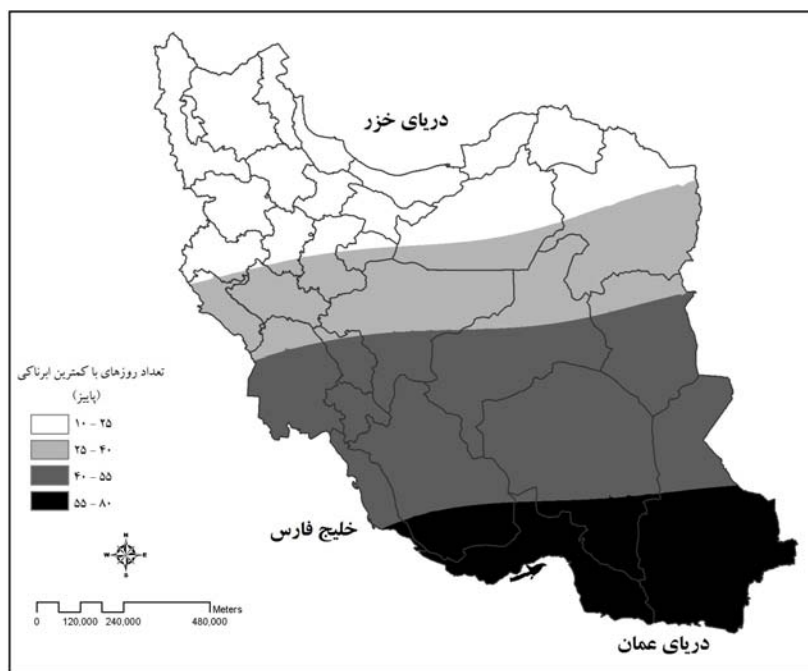 دریای خزر
تعداد روزهای با کمترین ابرناکی
(پاییز)
۱۰ - ۲۵
۲۵ - ۴۰
۴۰ - ۵۵
۵۵ - ۸۰
خلیج فارس
N
W E
S
Meters
0 120,000 240,000 480,000
دریای عمان